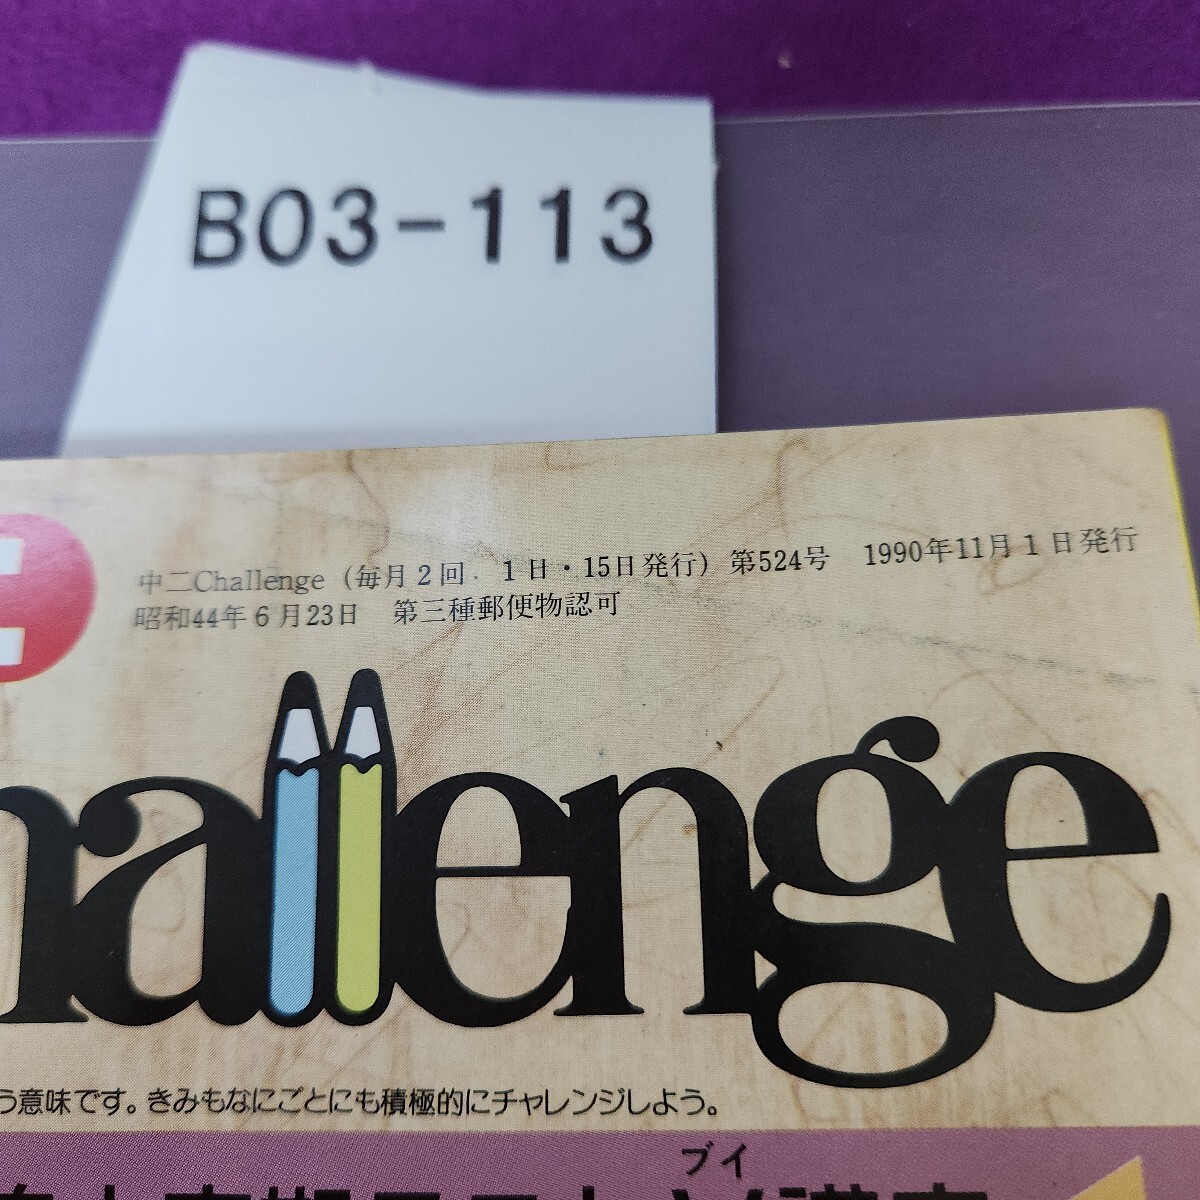 B03-113
中二Challenge（毎月2回 1日・15日発行）第524号　1990年11月1日発行
昭和44年6月23日　第三種郵便物認可
hallenge
う意味です。きみもなにごとにも積極的にチャレンジしよう。
ブイ